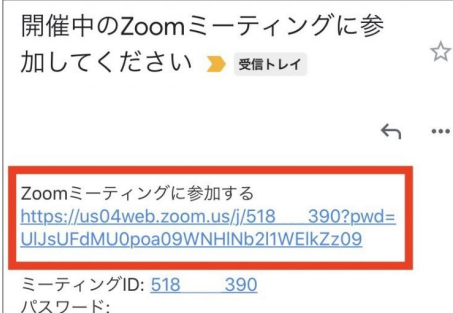 開催中のZoomミーティングに参
加してください 受信トレイ
Zoomミーティングに参加する
https://us04web.zoom.us/j/518 390?pwd=
UlJsUFdMU0poa09WNHlNb2l1WElkZz09
ミーティングID: 518 390
パスワード: